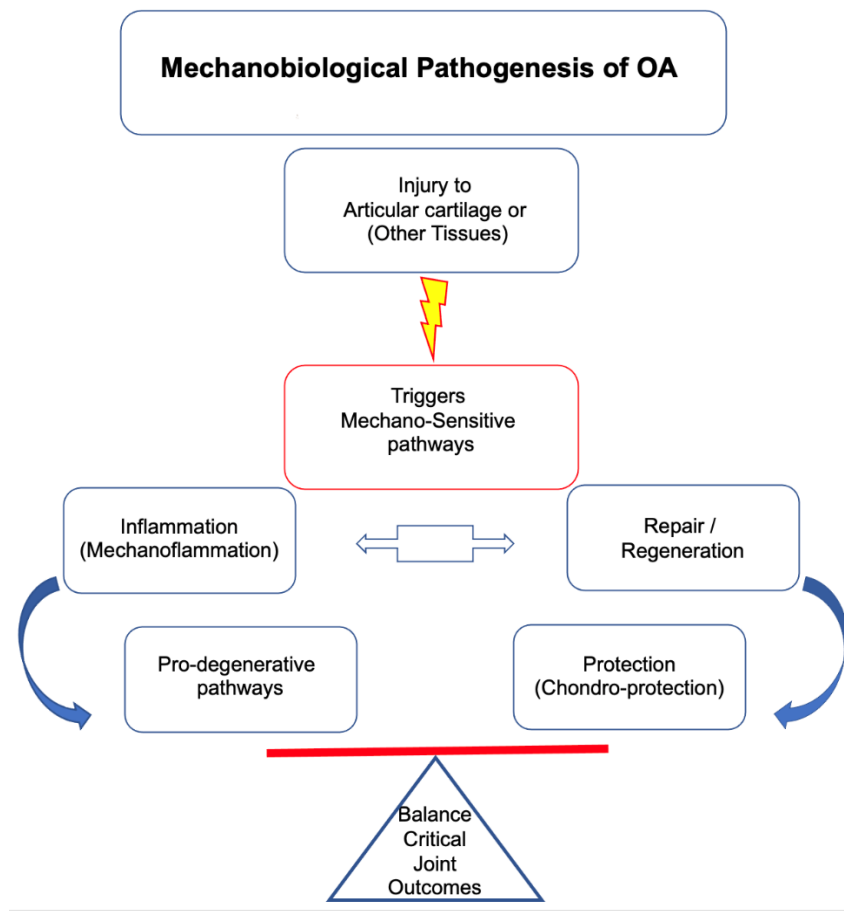 Mechanobiological Pathogenesis of OA
Injury to
Articular cartilage or
(Other Tissues)
Triggers
Mechano-Sensitive
pathways
Inflammation
(Mechanoflammation)
Repair /
Regeneration
Pro-degenerative
pathways
Protection
(Chondro-protection)
Balance
Critical
Joint
Outcomes